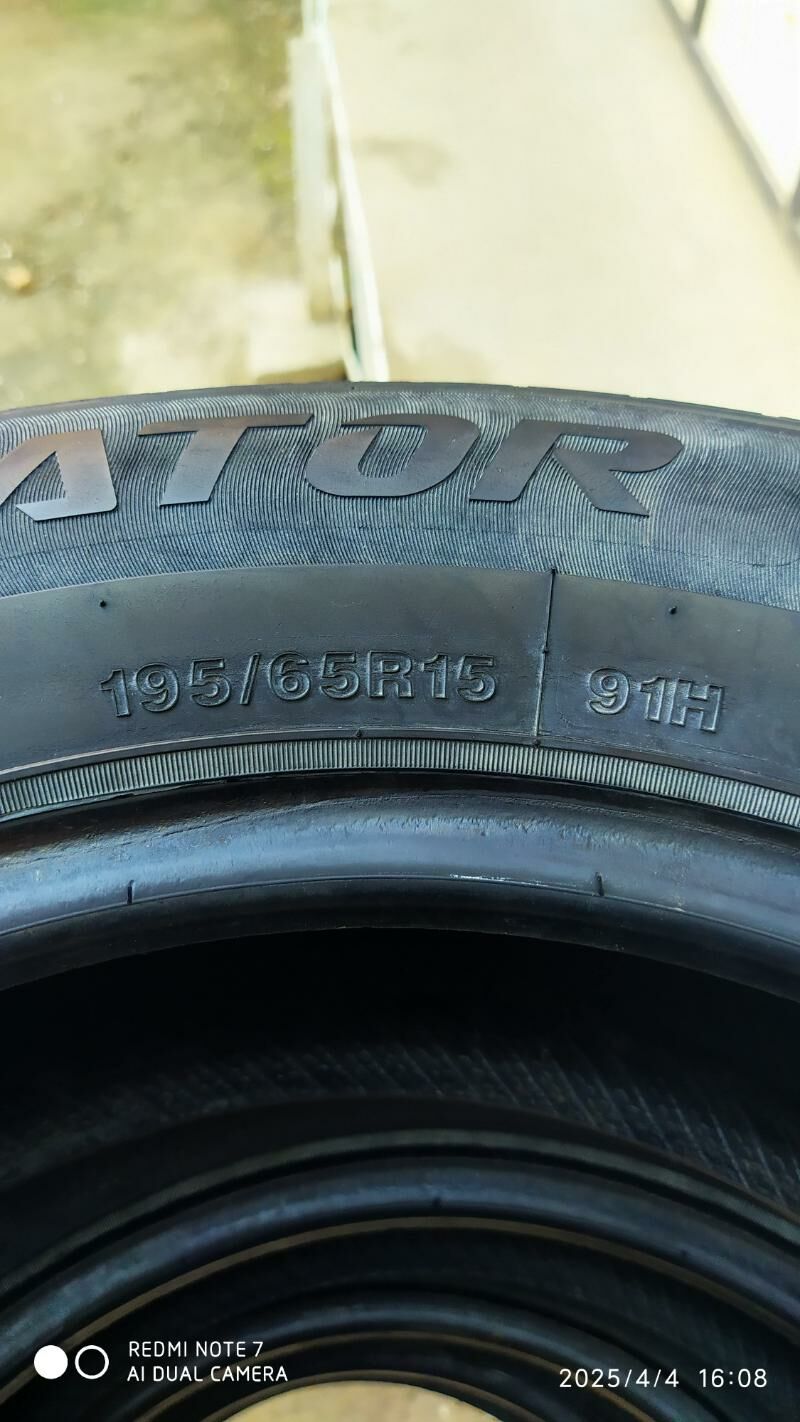 ATOR
195/65R15
91H
REDMI NOTE 7
AI DUAL CAMERA
2025/4/4 16:08